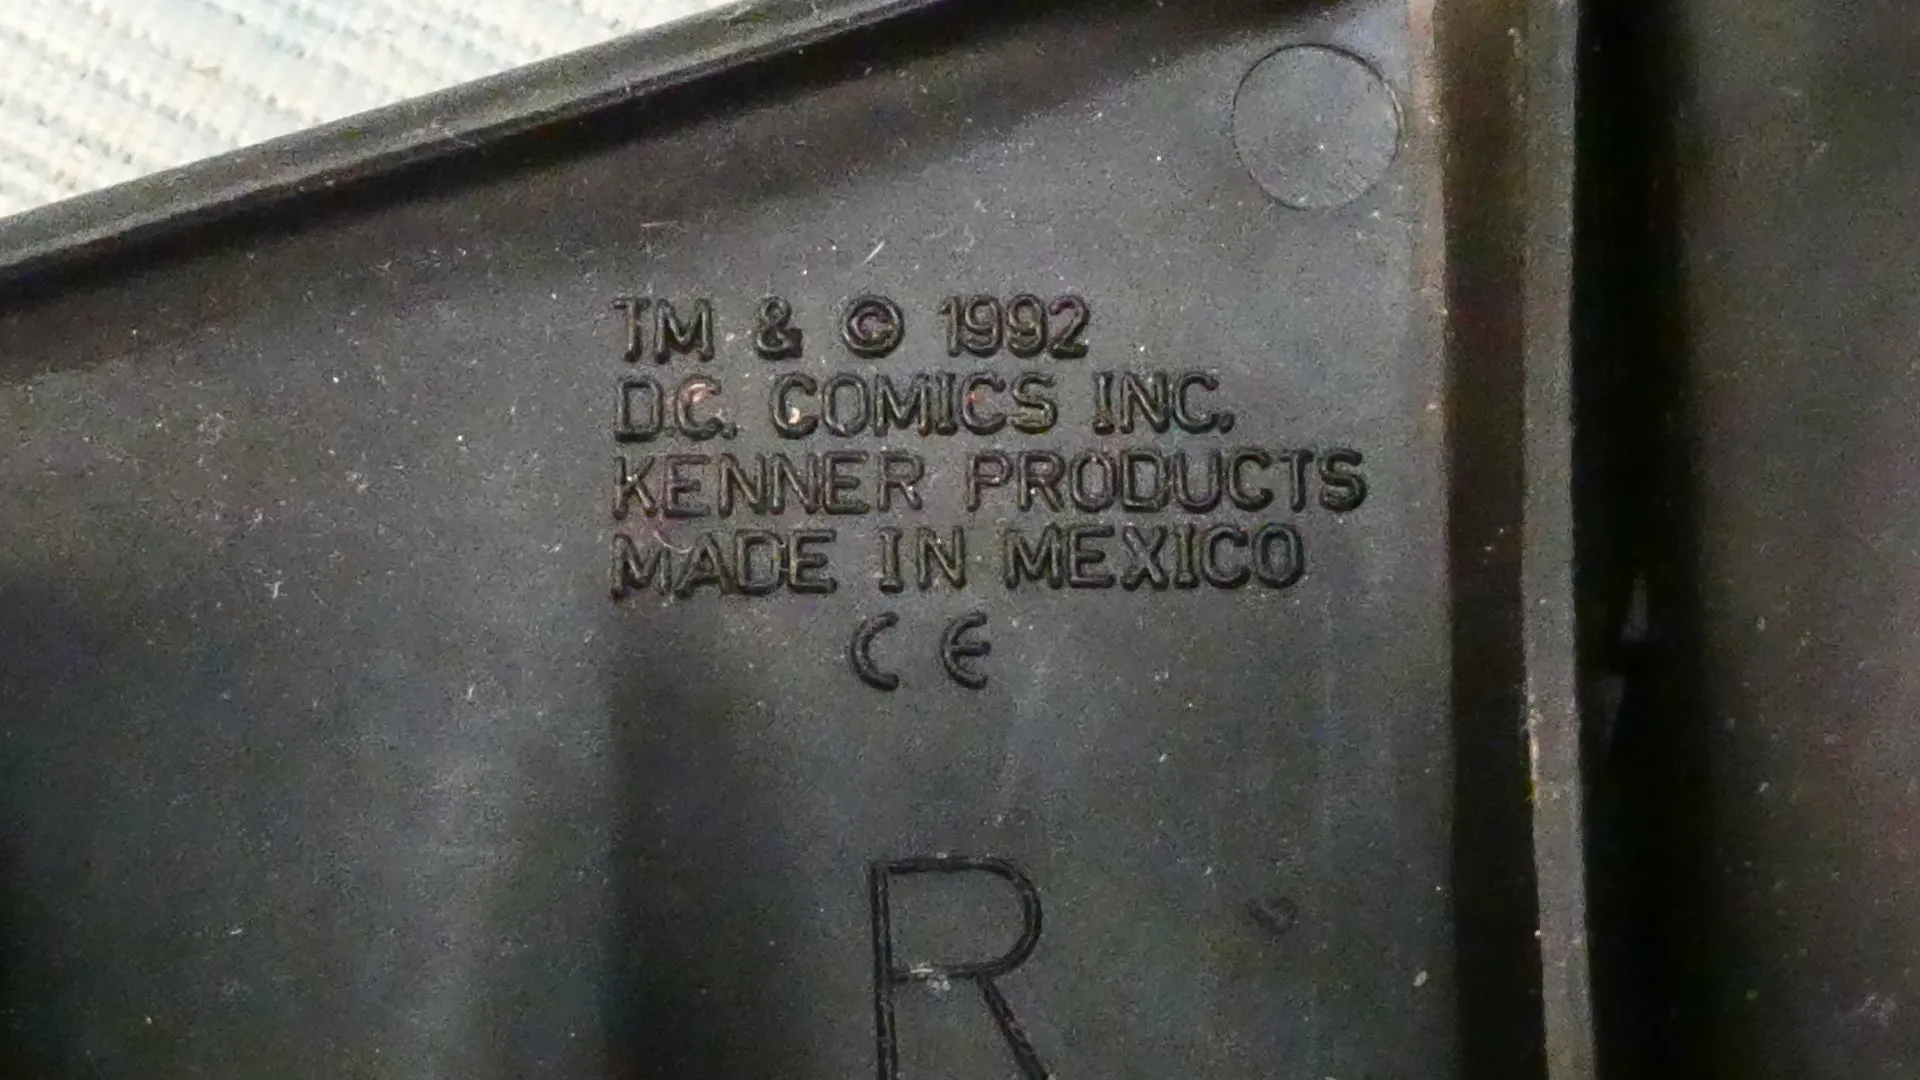 TM & © 1992
D.C. COMICS INC.
KENNER PRODUCTS
MADE IN MEXICO
CE
R